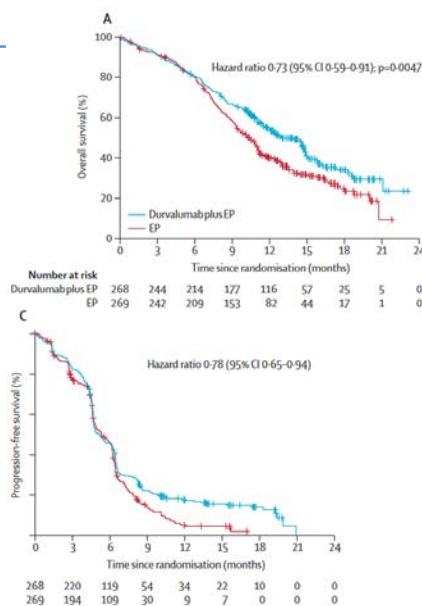 A
Hazard ratio 0·73 (95% CI 0·59–0·91); p=0·0047
Overall survival (%)
100
80
60
40
20
0
Durvalumab plus EP
EP
0 3 6 9 12 15 18 21 24
Time since randomisation (months)
Number at risk
Durvalumab plus EP 268 244 214 177 116 57 25 5 0
EP 269 242 209 153 82 44 17 1 0
C
Hazard ratio 0·78 (95% CI 0·65–0·94)
Progression-free survival (%)
0 3 6 9 12 15 18 21 24
Time since randomisation (months)
268 220 119 54 34 22 10 0 0
269 194 109 30 9 7 0 0 0